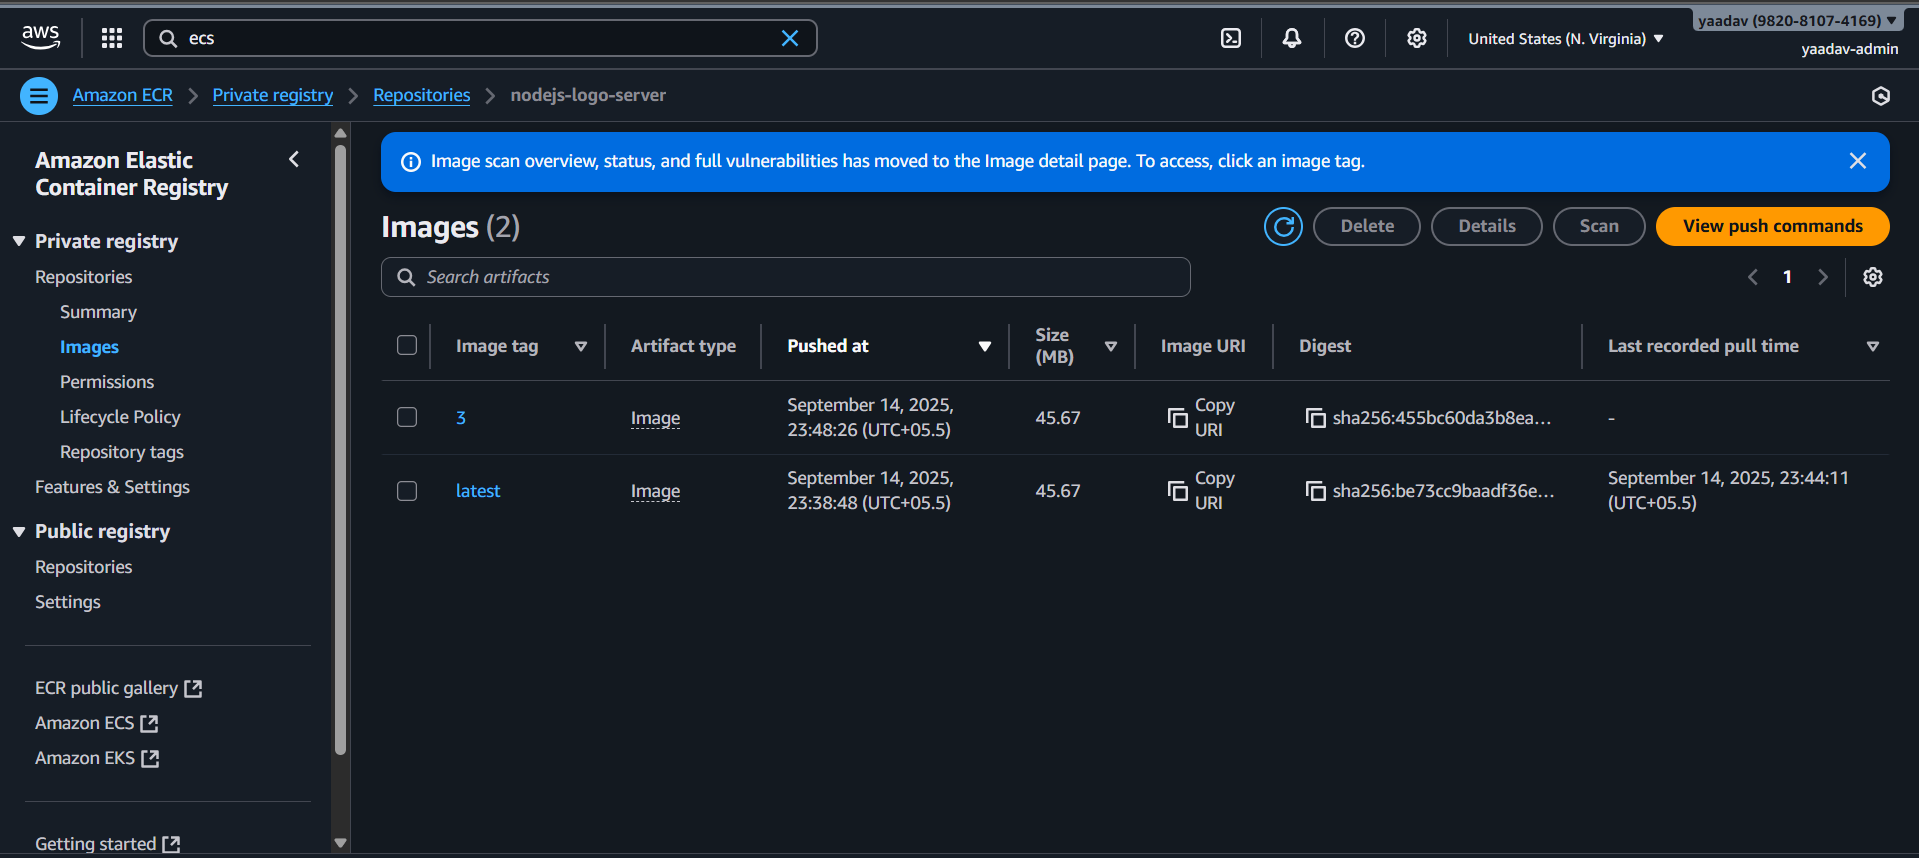 aws
ecs
United States (N. Virginia)
yaadav (9820-8107-4169)
yaadav-admin
Amazon ECR
Private registry
Repositories
nodejs-logo-server
Amazon Elastic
Container Registry
Private registry
Repositories
Summary
Images
Permissions
Lifecycle Policy
Repository tags
Features & Settings
Public registry
Repositories
Settings
ECR public gallery
Amazon ECS
Amazon EKS
Getting started
Image scan overview, status, and full vulnerabilities has moved to the Image detail page. To access, click an image tag.
Images (2)
Delete
Details
Scan
View push commands
Search artifacts
1
Image tag
Artifact type
Pushed at
Size
(MB)
Image URI
Digest
Last recorded pull time
3
Image
September 14, 2025,
23:48:26 (UTC+05.5)
45.67
Copy
URI
sha256:455bc60da3b8ea...
-
latest
Image
September 14, 2025,
23:38:48 (UTC+05.5)
45.67
Copy
URI
sha256:be73cc9baadf36e...
September 14, 2025, 23:44:11
(UTC+05.5)